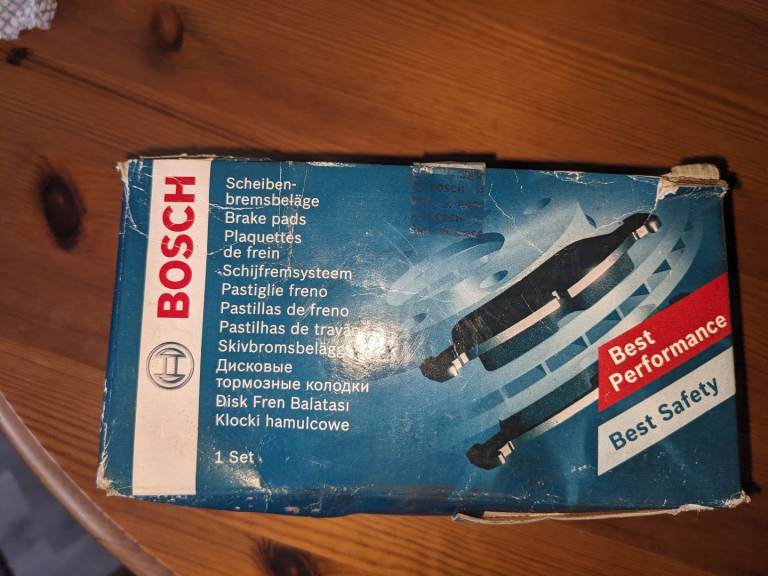 BOSCH
Scheiben-
bremsbeläge
Brake pads
Plaquettes
de frein
Schijfremsysteem
Pastiglie freno
Pastillas de freno
Pastilhas de
Skivbromsbelägg
Дисковые
тормозные колодки
Disk Fren Balatası
Klocki hamulcowe
1 Set
Best
Performance
Best Safety